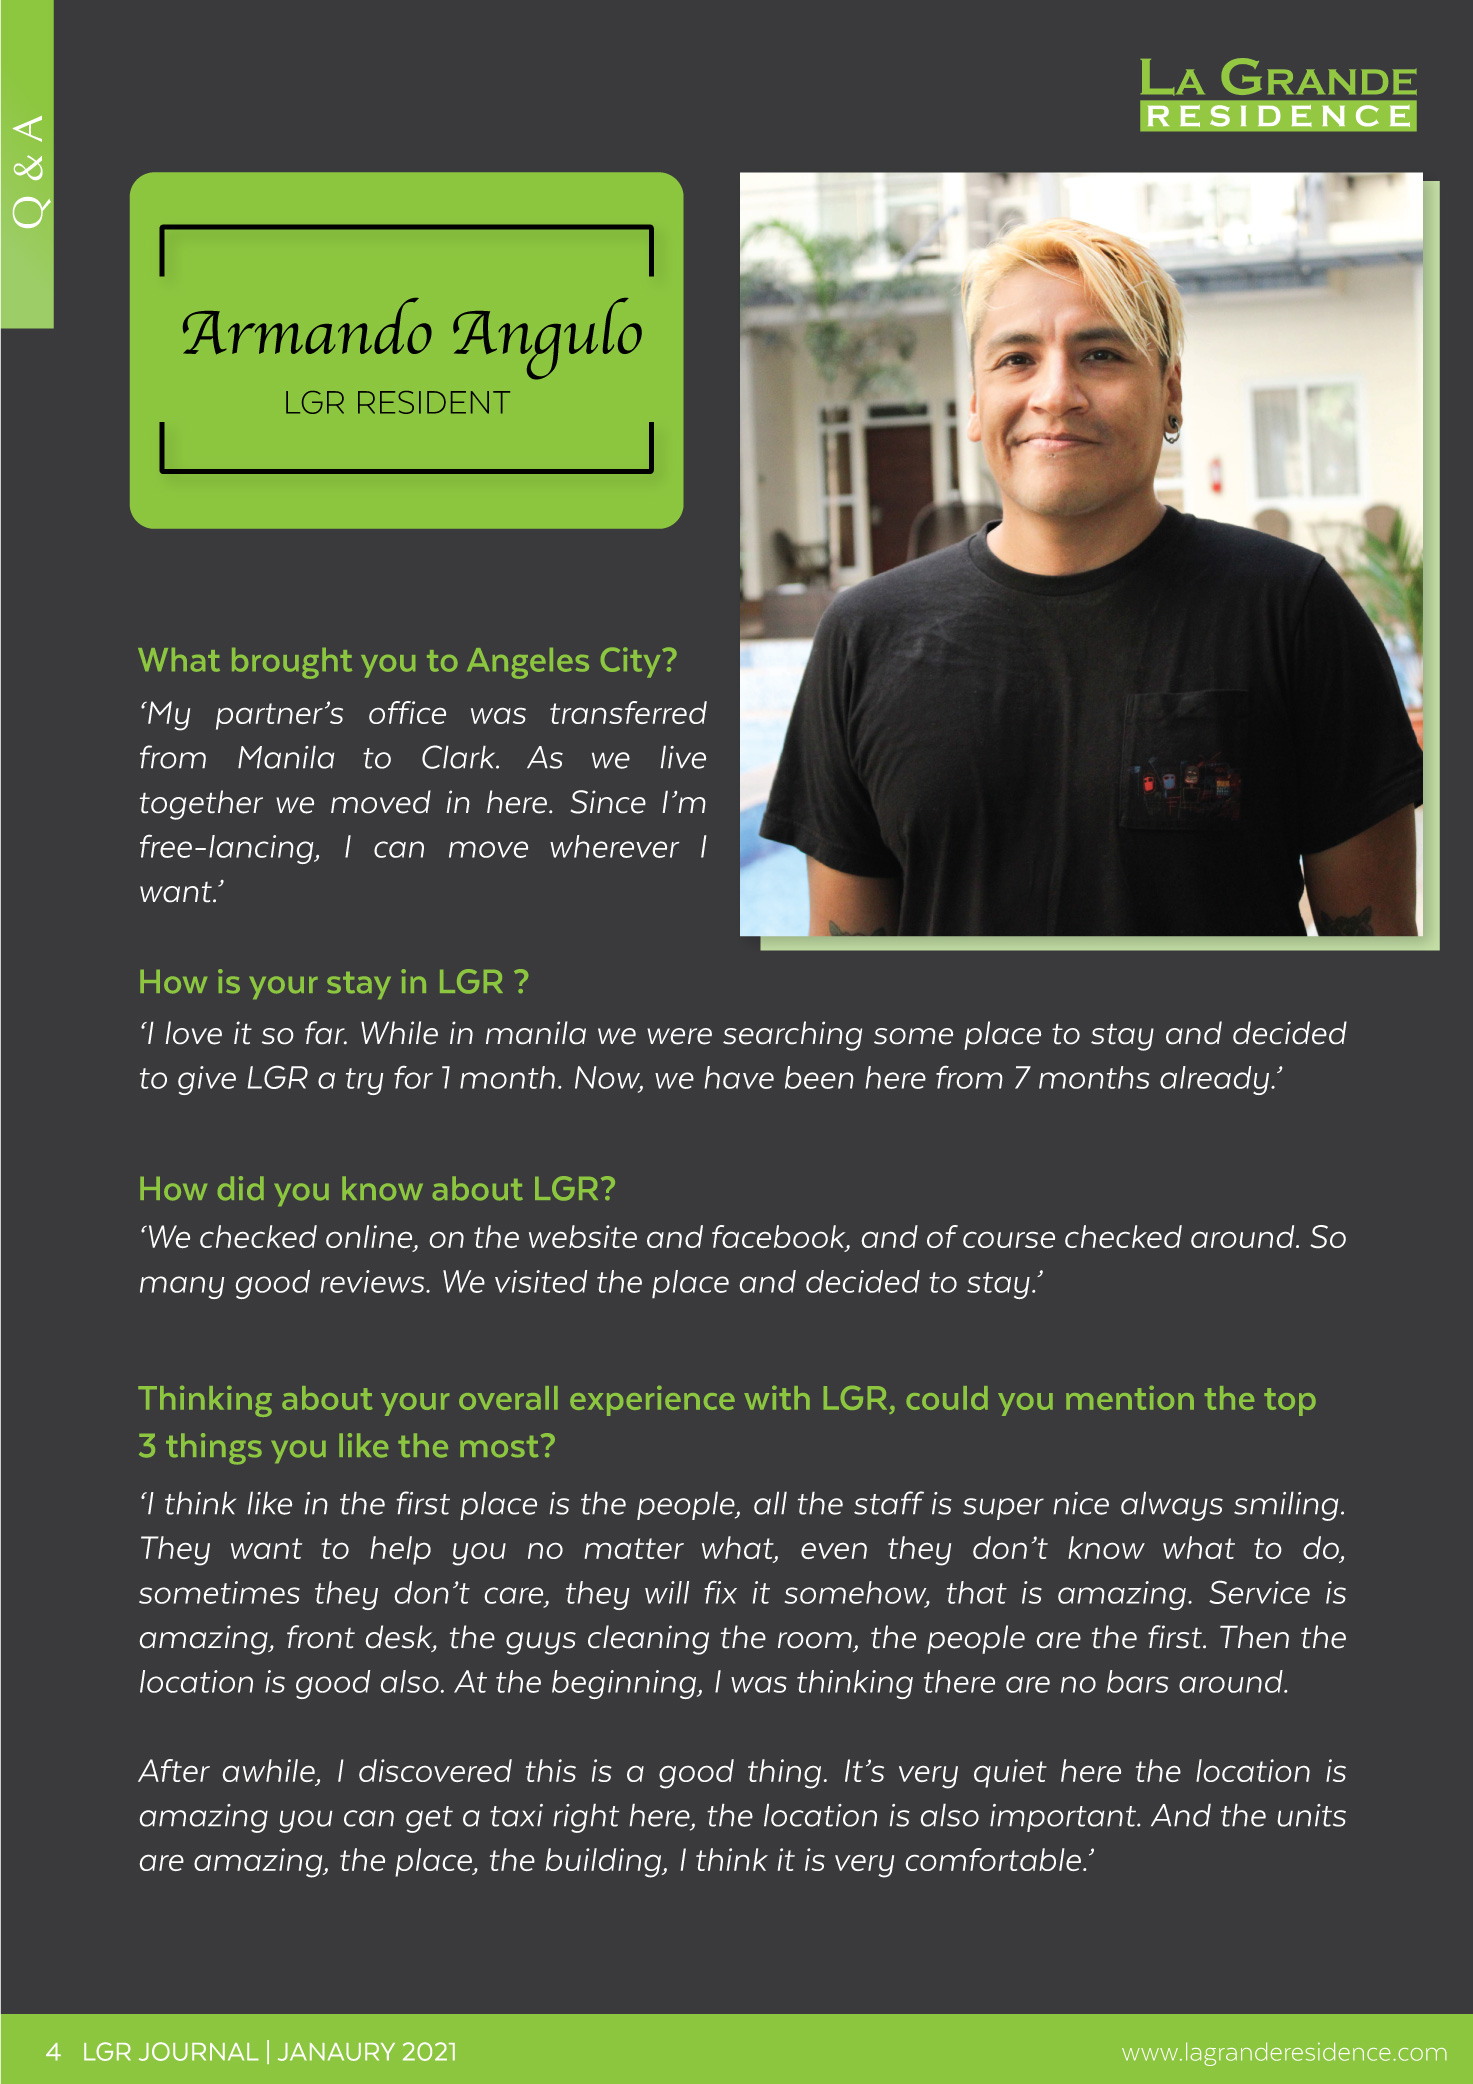 Q & A
LA GRANDE
RESIDENCE
Armando Angulo
LGR RESIDENT
What brought you to Angeles City?
‘My partner’s office was transferred
from Manila to Clark. As we live
together we moved in here. Since I’m
free-lancing, I can move wherever I
want.’
How is your stay in LGR ?
‘I love it so far. While in manila we were searching some place to stay and decided
to give LGR a try for 1 month. Now, we have been here from 7 months already.’
How did you know about LGR?
‘We checked online, on the website and facebook, and of course checked around. So
many good reviews. We visited the place and decided to stay.’
Thinking about your overall experience with LGR, could you mention the top
3 things you like the most?
‘I think like in the first place is the people, all the staff is super nice always smiling.
They want to help you no matter what, even they don’t know what to do,
sometimes they don’t care, they will fix it somehow, that is amazing. Service is
amazing, front desk, the guys cleaning the room, the people are the first. Then the
location is good also. At the beginning, I was thinking there are no bars around.
After awhile, I discovered this is a good thing. It’s very quiet here the location is
amazing you can get a taxi right here, the location is also important. And the units
are amazing, the place, the building, I think it is very comfortable.’
4 LGR JOURNAL | JANAURY 2021
www.lagranderesidence.com